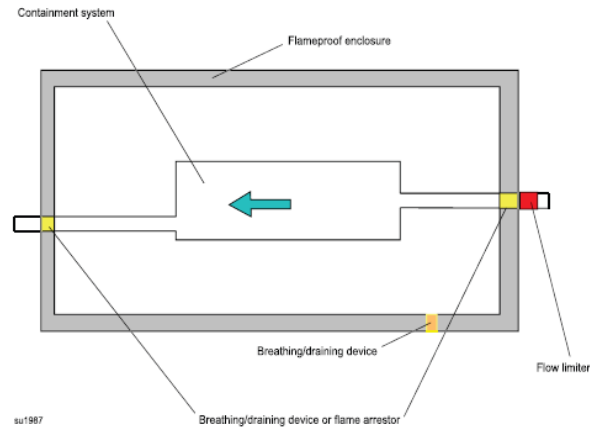 Containment system
Flameproof enclosure
Breathing/draining device
Flow limiter
su1987
Breathing/draining device or flame arrestor